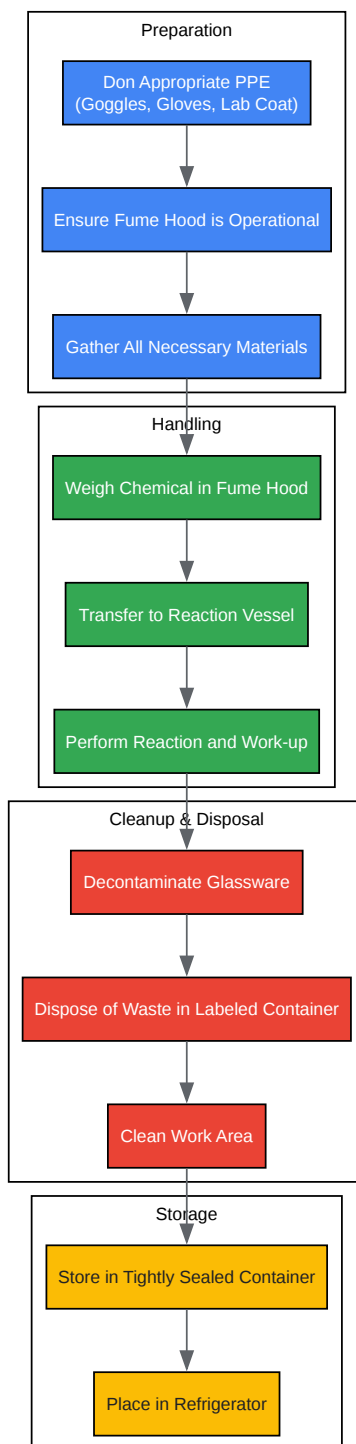 Preparation
Don Appropriate PPE
(Goggles, Gloves, Lab Coat)
Ensure Fume Hood is Operational
Gather All Necessary Materials
Handling
Weigh Chemical in Fume Hood
Transfer to Reaction Vessel
Perform Reaction and Work-up
Cleanup & Disposal
Decontaminate Glassware
Dispose of Waste in Labeled Container
Clean Work Area
Storage
Store in Tightly Sealed Container
Place in Refrigerator